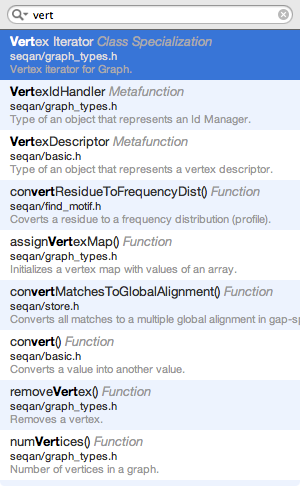 vert
Vertex Iterator Class Specialization
seqan/graph_types.h
Vertex iterator for Graph.
VertexIdHandler Metafunction
seqan/graph_types.h
Type of an object that represents an Id Manager.
VertexDescriptor Metafunction
seqan/basic.h
Type of an object that represents a vertex descriptor.
convertResidueToFrequencyDist() Function
seqan/find_motif.h
Coverts a residue to a frequency distribution (profile).
assignVertexMap() Function
seqan/graph_types.h
Initializes a vertex map with values of an array.
convertMatchesToGlobalAlignment() Function
seqan/store.h
Converts all matches to a multiple global alignment in gap-sp
convert() Function
seqan/basic.h
Converts a value into another value.
removeVertex() Function
seqan/graph_types.h
Removes a vertex.
numVertices() Function
seqan/graph_types.h
Number of vertices in a graph.